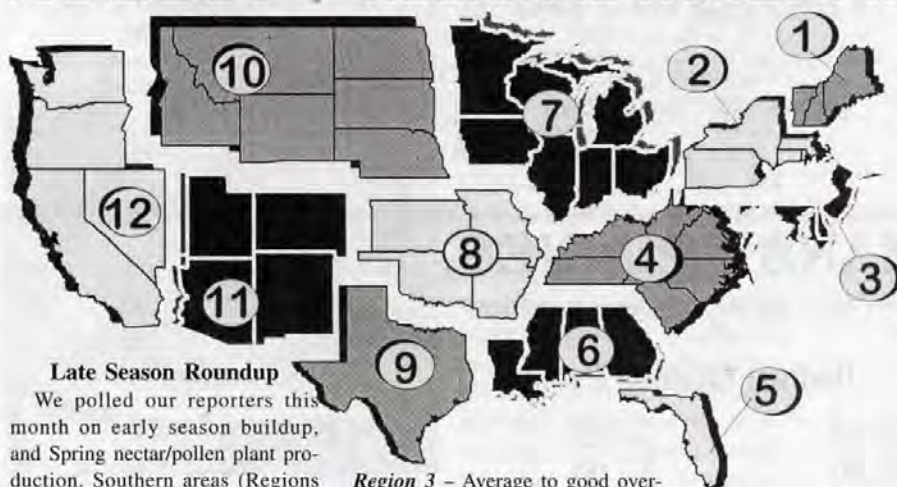 1
2
10
7
12
8
4
3
11
6
9
5
Late Season Roundup
We polled our reporters this
month on early season buildup,
and Spring nectar/pollen plant pro-
duction. Southern areas (Regions
Region 3 – Average to good over-